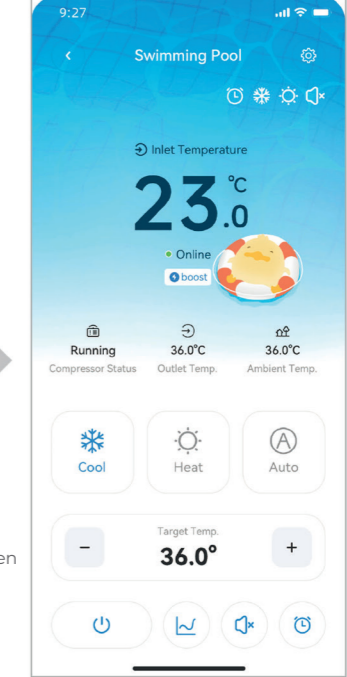 9:27
Swimming Pool
Inlet Temperature
23.0°C
Online
boost
Running 36.0°C 36.0°C
Compressor Status Outlet Temp. Ambient Temp.
Cool Heat A Auto
Target Temp.
- 36.0° +
en